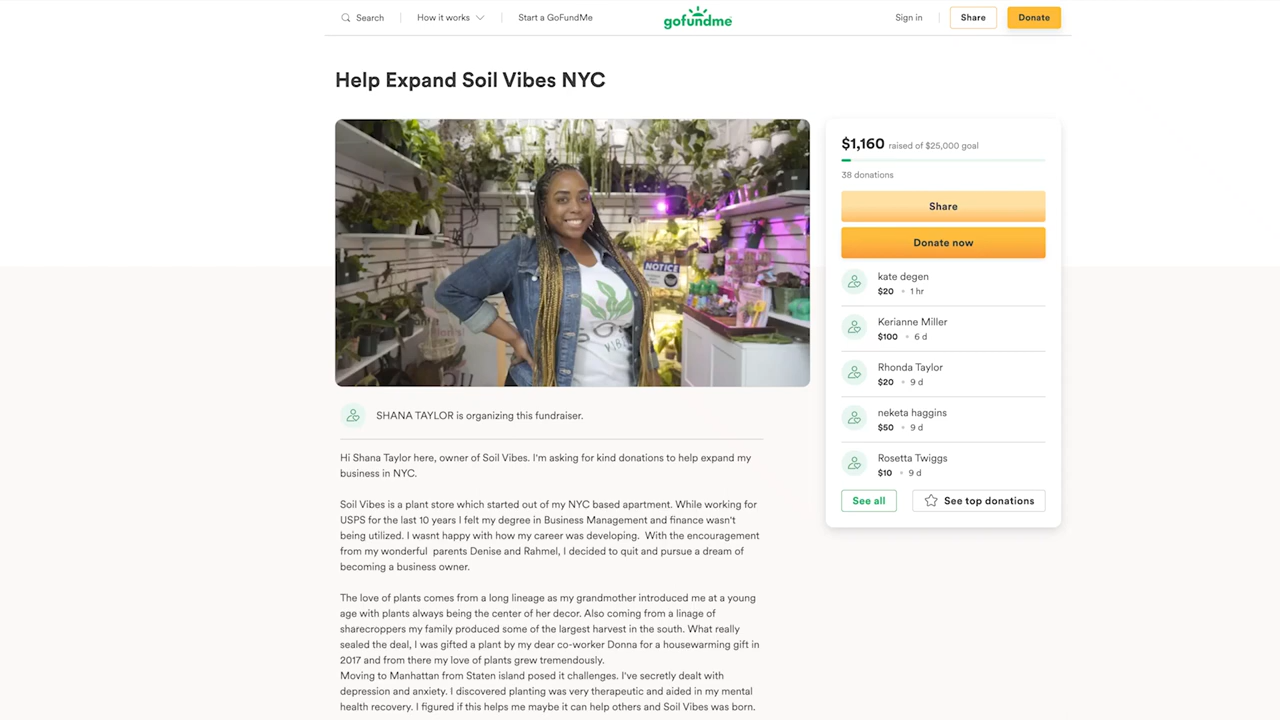 Search
How it works
Start a GoFundMe
gofundme
Sign in
Share
Donate
Help Expand Soil Vibes NYC
NOTICE
$1,160 raised of $25,000 goal
38 donations
Share
Donate now
kate degen
$20 • 1 hr
Kerianne Miller
$100 • 6 d
Rhonda Taylor
$20 • 9 d
neketa haggins
$50 • 9 d
Rosetta Twiggs
$10 • 9 d
See all
See top donations
SHANA TAYLOR is organizing this fundraiser.
Hi Shana Taylor here, owner of Soil Vibes. I'm asking for kind donations to help expand my
business in NYC.
Soil Vibes is a plant store which started out of my NYC based apartment. While working for
USPS for the last 10 years I felt my degree in Business Management and finance wasn't
being utilized. I wasnt happy with how my career was developing. With the encouragement
from my wonderful parents Denise and Rahmel, I decided to quit and pursue a dream of
becoming a business owner.
The love of plants comes from a long lineage as my grandmother introduced me at a young
age with plants always being the center of her decor. Also coming from a linage of
sharecroppers my family produced some of the largest harvest in the south. What really
sealed the deal, I was gifted a plant by my dear co-worker Donna for a housewarming gift in
2017 and from there my love of plants grew tremendously.
Moving to Manhattan from Staten island posed it challenges. I've secretly dealt with
depression and anxiety. I discovered planting was very therapeutic and aided in my mental
health recovery. I figured if this helps me maybe it can help others and Soil Vibes was born.